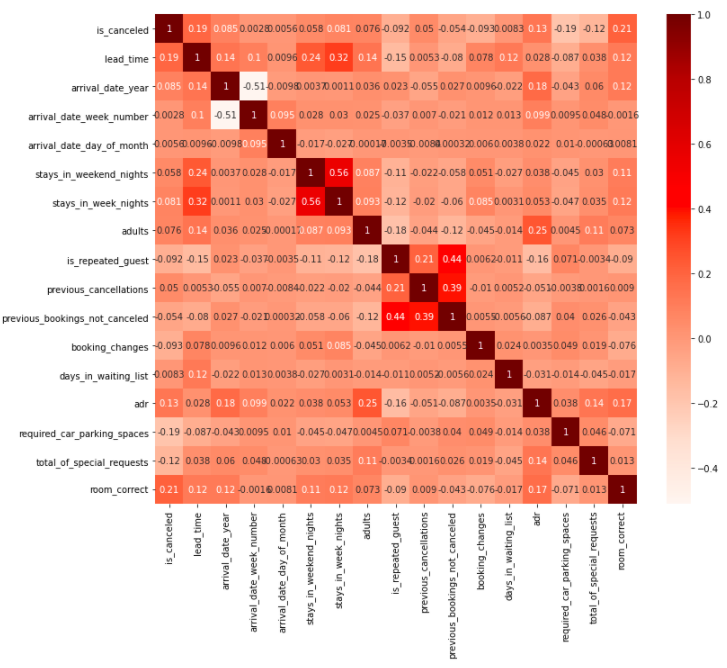 is_canceled 1 0.19 0.085 0.0028 0.0056 0.058 0.081 0.076 -0.092 0.05 -0.054 -0.093 0.0083 0.13 -0.19 -0.12 0.21
lead_time 0.19 1 0.14 0.1 0.0096 0.24 0.32 0.14 -0.15 0.0053 -0.08 0.078 0.12 0.028 -0.087 0.038 0.12
arrival_date_year 0.085 0.14 1 -0.51 -0.0098 0.0037 0.0011 0.036 0.023 -0.055 0.027 0.0096 -0.022 0.18 -0.043 0.06 0.12
arrival_date_week_number 0.0028 0.1 -0.51 1 0.095 0.028 0.03 0.025 -0.037 0.007 -0.021 0.012 0.013 0.099 0.0095 0.048 -0.0016
arrival_date_day_of_month 0.0056 0.0096 -0.0098 0.095 1 -0.017 -0.027 -0.00017 -0.0035 -0.0084 0.00032 0.006 0.0038 0.022 0.01 -0.00063 0.0081
stays_in_weekend_nights 0.058 0.24 0.0037 0.028 -0.017 1 0.56 0.087 -0.11 -0.022 -0.058 0.051 -0.027 0.038 -0.045 0.03 0.11
stays_in_week_nights 0.081 0.32 0.0011 0.03 -0.027 0.56 1 0.093 -0.12 -0.02 -0.06 0.085 0.0031 0.053 -0.047 0.035 0.12
adults 0.076 0.14 0.036 0.025 -0.00017 0.087 0.093 1 -0.18 -0.044 -0.12 -0.045 -0.014 0.25 0.0045 0.11 0.073
is_repeated_guest -0.092 -0.15 0.023 -0.037 -0.0035 -0.11 -0.12 -0.18 1 0.21 0.44 0.0062 -0.011 -0.16 0.071 -0.0034 -0.09
previous_cancellations 0.05 0.0053 -0.055 0.007 -0.0084 -0.022 -0.02 -0.044 0.21 1 0.39 -0.01 0.0052 -0.051 -0.0038 0.0016 0.009
previous_bookings_not_canceled -0.054 -0.08 0.027 -0.021 0.00032 -0.058 -0.06 -0.12 0.44 0.39 1 0.0055 -0.0056 -0.087 0.04 0.026 -0.043
booking_changes -0.093 0.078 0.0096 0.012 0.006 0.051 0.085 -0.045 0.0062 -0.01 0.0055 1 0.024 0.0035 0.049 0.019 -0.076
days_in_waiting_list 0.0083 0.12 -0.022 0.013 0.0038 -0.027 0.0031 -0.014 -0.011 0.0052 -0.0056 0.024 1 -0.031 -0.014 -0.045 -0.017
adr 0.13 0.028 0.18 0.099 0.022 0.038 0.053 0.25 -0.16 -0.051 -0.087 0.0035 -0.031 1 0.038 0.14 0.17
required_car_parking_spaces -0.19 -0.087 -0.043 0.0095 0.01 -0.045 -0.047 0.0045 0.071 -0.0038 0.04 0.049 -0.014 0.038 1 0.046 -0.071
total_of_special_requests -0.12 0.038 0.06 0.048 -0.00063 0.03 0.035 0.11 -0.0034 0.0016 0.026 0.019 -0.045 0.14 0.046 1 0.013
room_correct 0.21 0.12 0.12 -0.0016 0.0081 0.11 0.12 0.073 -0.09 0.009 -0.043 -0.076 -0.017 0.17 -0.071 0.013 1
is_canceled
lead_time
arrival_date_year
arrival_date_week_number
arrival_date_day_of_month
stays_in_weekend_nights
stays_in_week_nights
adults
is_repeated_guest
previous_cancellations
previous_bookings_not_canceled
booking_changes
days_in_waiting_list
adr
required_car_parking_spaces
total_of_special_requests
room_correct
1.0
0.8
0.6
0.4
0.2
0.0
−0.2
−0.4